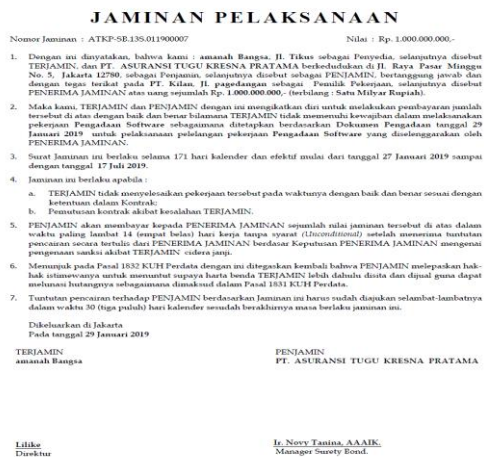 JAMINAN PELAKSANAAN
Nomor Jaminan : ATKP-SB.13S.011900007 Nilai : Rp. 1.000.000.000,-
1. Dengan ini dinyatakan, bahwa kami : amanah Bangsa, Jl. Tikus sebagai Penyedia, selanjutnya disebut
TERJAMIN, dan PT. ASURANSI TUGU KRESNA PRATAMA berkedudukan di Jl. Raya Pasar Minggu
No. 5, Jakarta 12780, sebagai Penjamin, selanjutnya disebut sebagai PENJAMIN, bertanggung jawab dan
dengan tegas terikat pada PT. Kilan, Jl. pagedangan sebagai Pemilik Pekerjaan, selanjutnya disebut
PENERIMA JAMINAN atas uang sejumlah Rp. 1.000.000.000,- (terbilang : Satu Milyar Rupiah).
2. Maka kami, TERJAMIN dan PENJAMIN dengan ini mengikatkan diri untuk melakukan pembayaran jumlah
tersebut di atas dengan baik dan benar bilamana TERJAMIN tidak memenuhi kewajiban dalam melaksanakan
pekerjaan Pengadaan Software sebagaimana ditetapkan berdasarkan Dokumen Pengadaan tanggal 29
Januari 2019 untuk pelaksanaan pelelangan pekerjaan Pengadaan Software yang diselenggarakan oleh
PENERIMA JAMINAN.
3. Surat Jaminan ini berlaku selama 171 hari kalender dan efektif mulai dari tanggal 27 Januari 2019 sampai
dengan tanggal 17 Juli 2019.
4. Jaminan ini berlaku apabila :
a. TERJAMIN tidak menyelesaikan pekerjaan tersebut pada waktunya dengan baik dan benar sesuai dengan
ketentuan dalam Kontrak;
b. Pemutusan kontrak akibat kesalahan TERJAMIN.
5. PENJAMIN akan membayar kepada PENERIMA JAMINAN sejumlah nilai jaminan tersebut di atas dalam
waktu paling lambat 14 (empat belas) hari kerja tanpa syarat (Unconditional) setelah menerima tuntutan
pencairan secara tertulis dari PENERIMA JAMINAN berdasar Keputusan PENERIMA JAMINAN mengenai
pengenaan sanksi akibat TERJAMIN cidera janji.
6. Menunjuk pada Pasal 1832 KUH Perdata dengan ini ditegaskan kembali bahwa PENJAMIN melepaskan hak-
hak istimewanya untuk menuntut supaya harta benda TERJAMIN lebih dahulu disita dan dijual guna dapat
melunasi hutangnya sebagaimana dimaksud dalam Pasal 1831 KUH Perdata.
7. Tuntutan pencairan terhadap PENJAMIN berdasarkan Jaminan ini harus sudah diajukan selambat-lambatnya
dalam waktu 30 (tiga puluh) hari kalender sesudah berakhirnya masa berlaku jaminan ini.
Dikeluarkan di Jakarta
Pada tanggal 29 Januari 2019
TERJAMIN PENJAMIN
amanah Bangsa PT. ASURANSI TUGU KRESNA PRATAMA
Lilike Ir. Novy Tanina, AAAIK.
Direktur Manager Surety Bond.